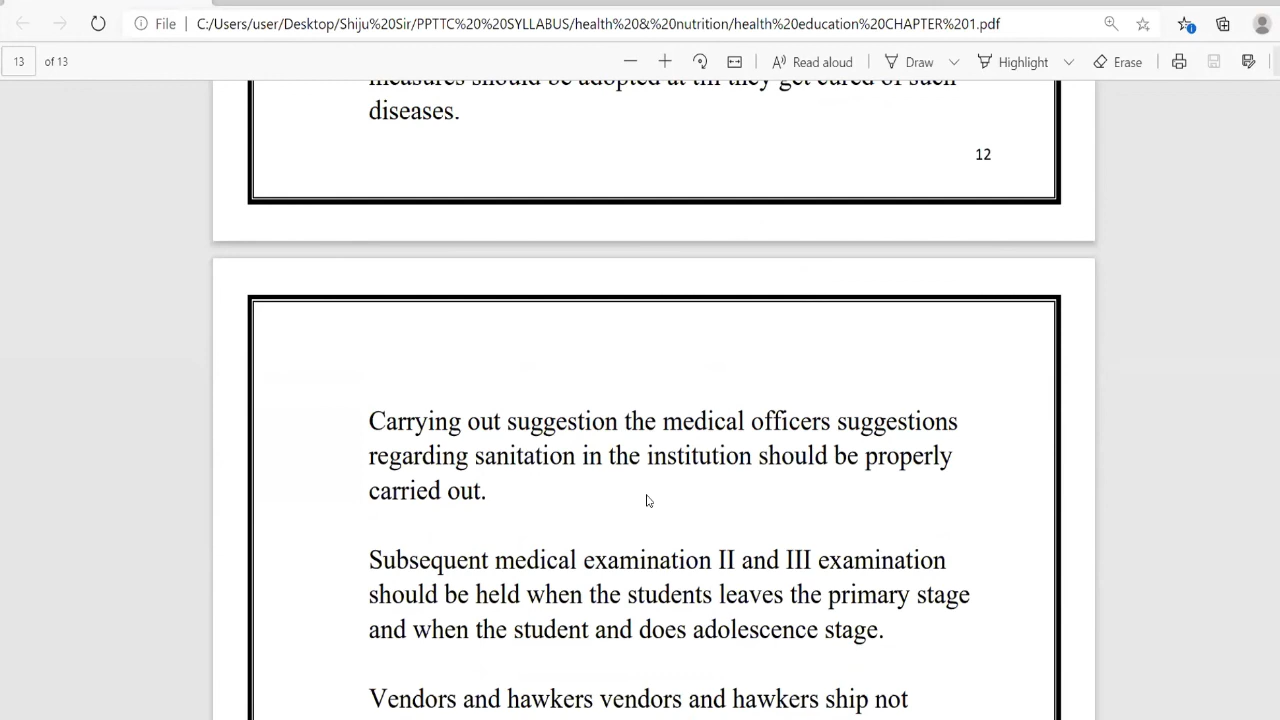 File
C:/Users/user/Desktop/Shiju%20Sir/PPTTC%20%20SYLLABUS/health%20&%20nutrition/health%20education%20CHAPTER%201.pdf
13 of 13
Read aloud
Draw
Highlight
Erase
measures should be adopted at till they get cured of such
diseases.
12
Carrying out suggestion the medical officers suggestions
regarding sanitation in the institution should be properly
carried out.
Subsequent medical examination II and III examination
should be held when the students leaves the primary stage
and when the student and does adolescence stage.
Vendors and hawkers vendors and hawkers ship not